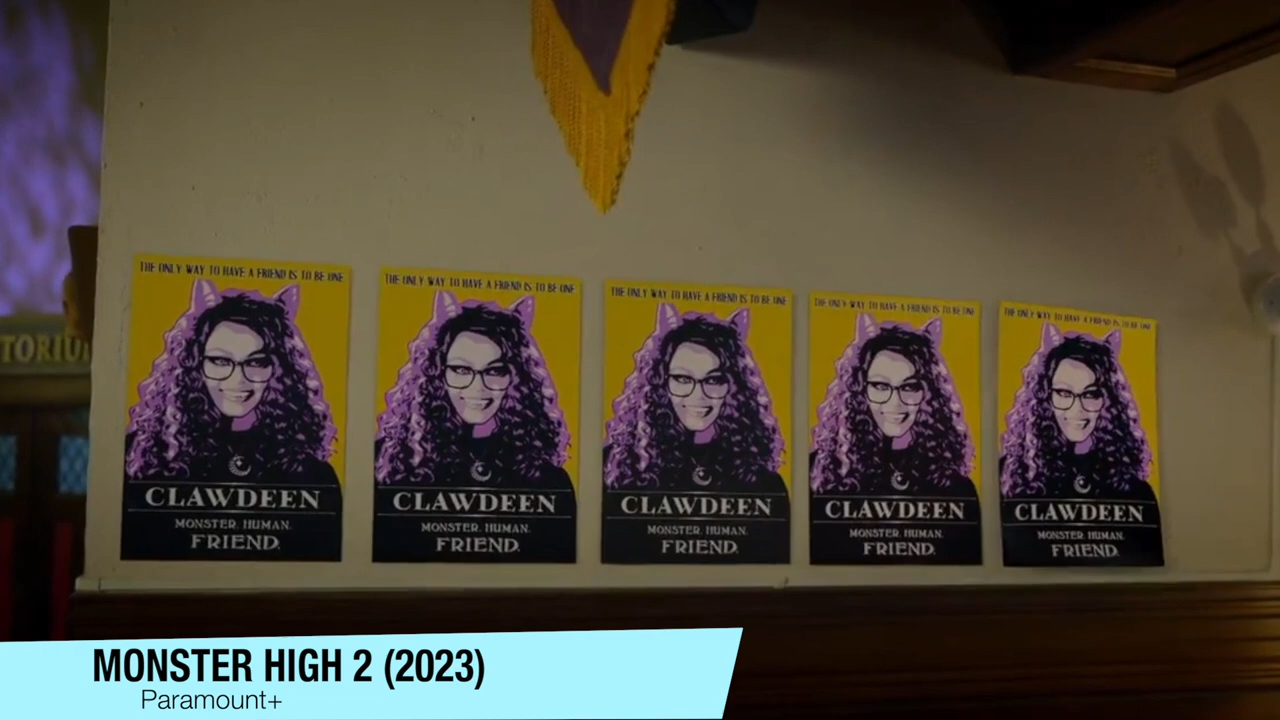 TORIU
THE ONLY WAY TO HAVE A FRIEND IS TO BE ONE
CLAWDEEN
MONSTER. HUMAN.
FRIEND.
THE ONLY WAY TO HAVE A FRIEND IS TO BE ONE
CLAWDEEN
MONSTER. HUMAN.
FRIEND.
THE ONLY WAY TO HAVE A FRIEND IS TO BE ONE
CLAWDEEN
MONSTER. HUMAN.
FRIEND.
THE ONLY WAY TO HAVE A FRIEND IS TO BE ONE
CLAWDEEN
MONSTER. HUMAN.
FRIEND.
THE ONLY WAY TO HAVE A FRIEND IS TO BE ONE
CLAWDEEN
MONSTER. HUMAN.
FRIEND.
MONSTER HIGH 2 (2023)
Paramount+